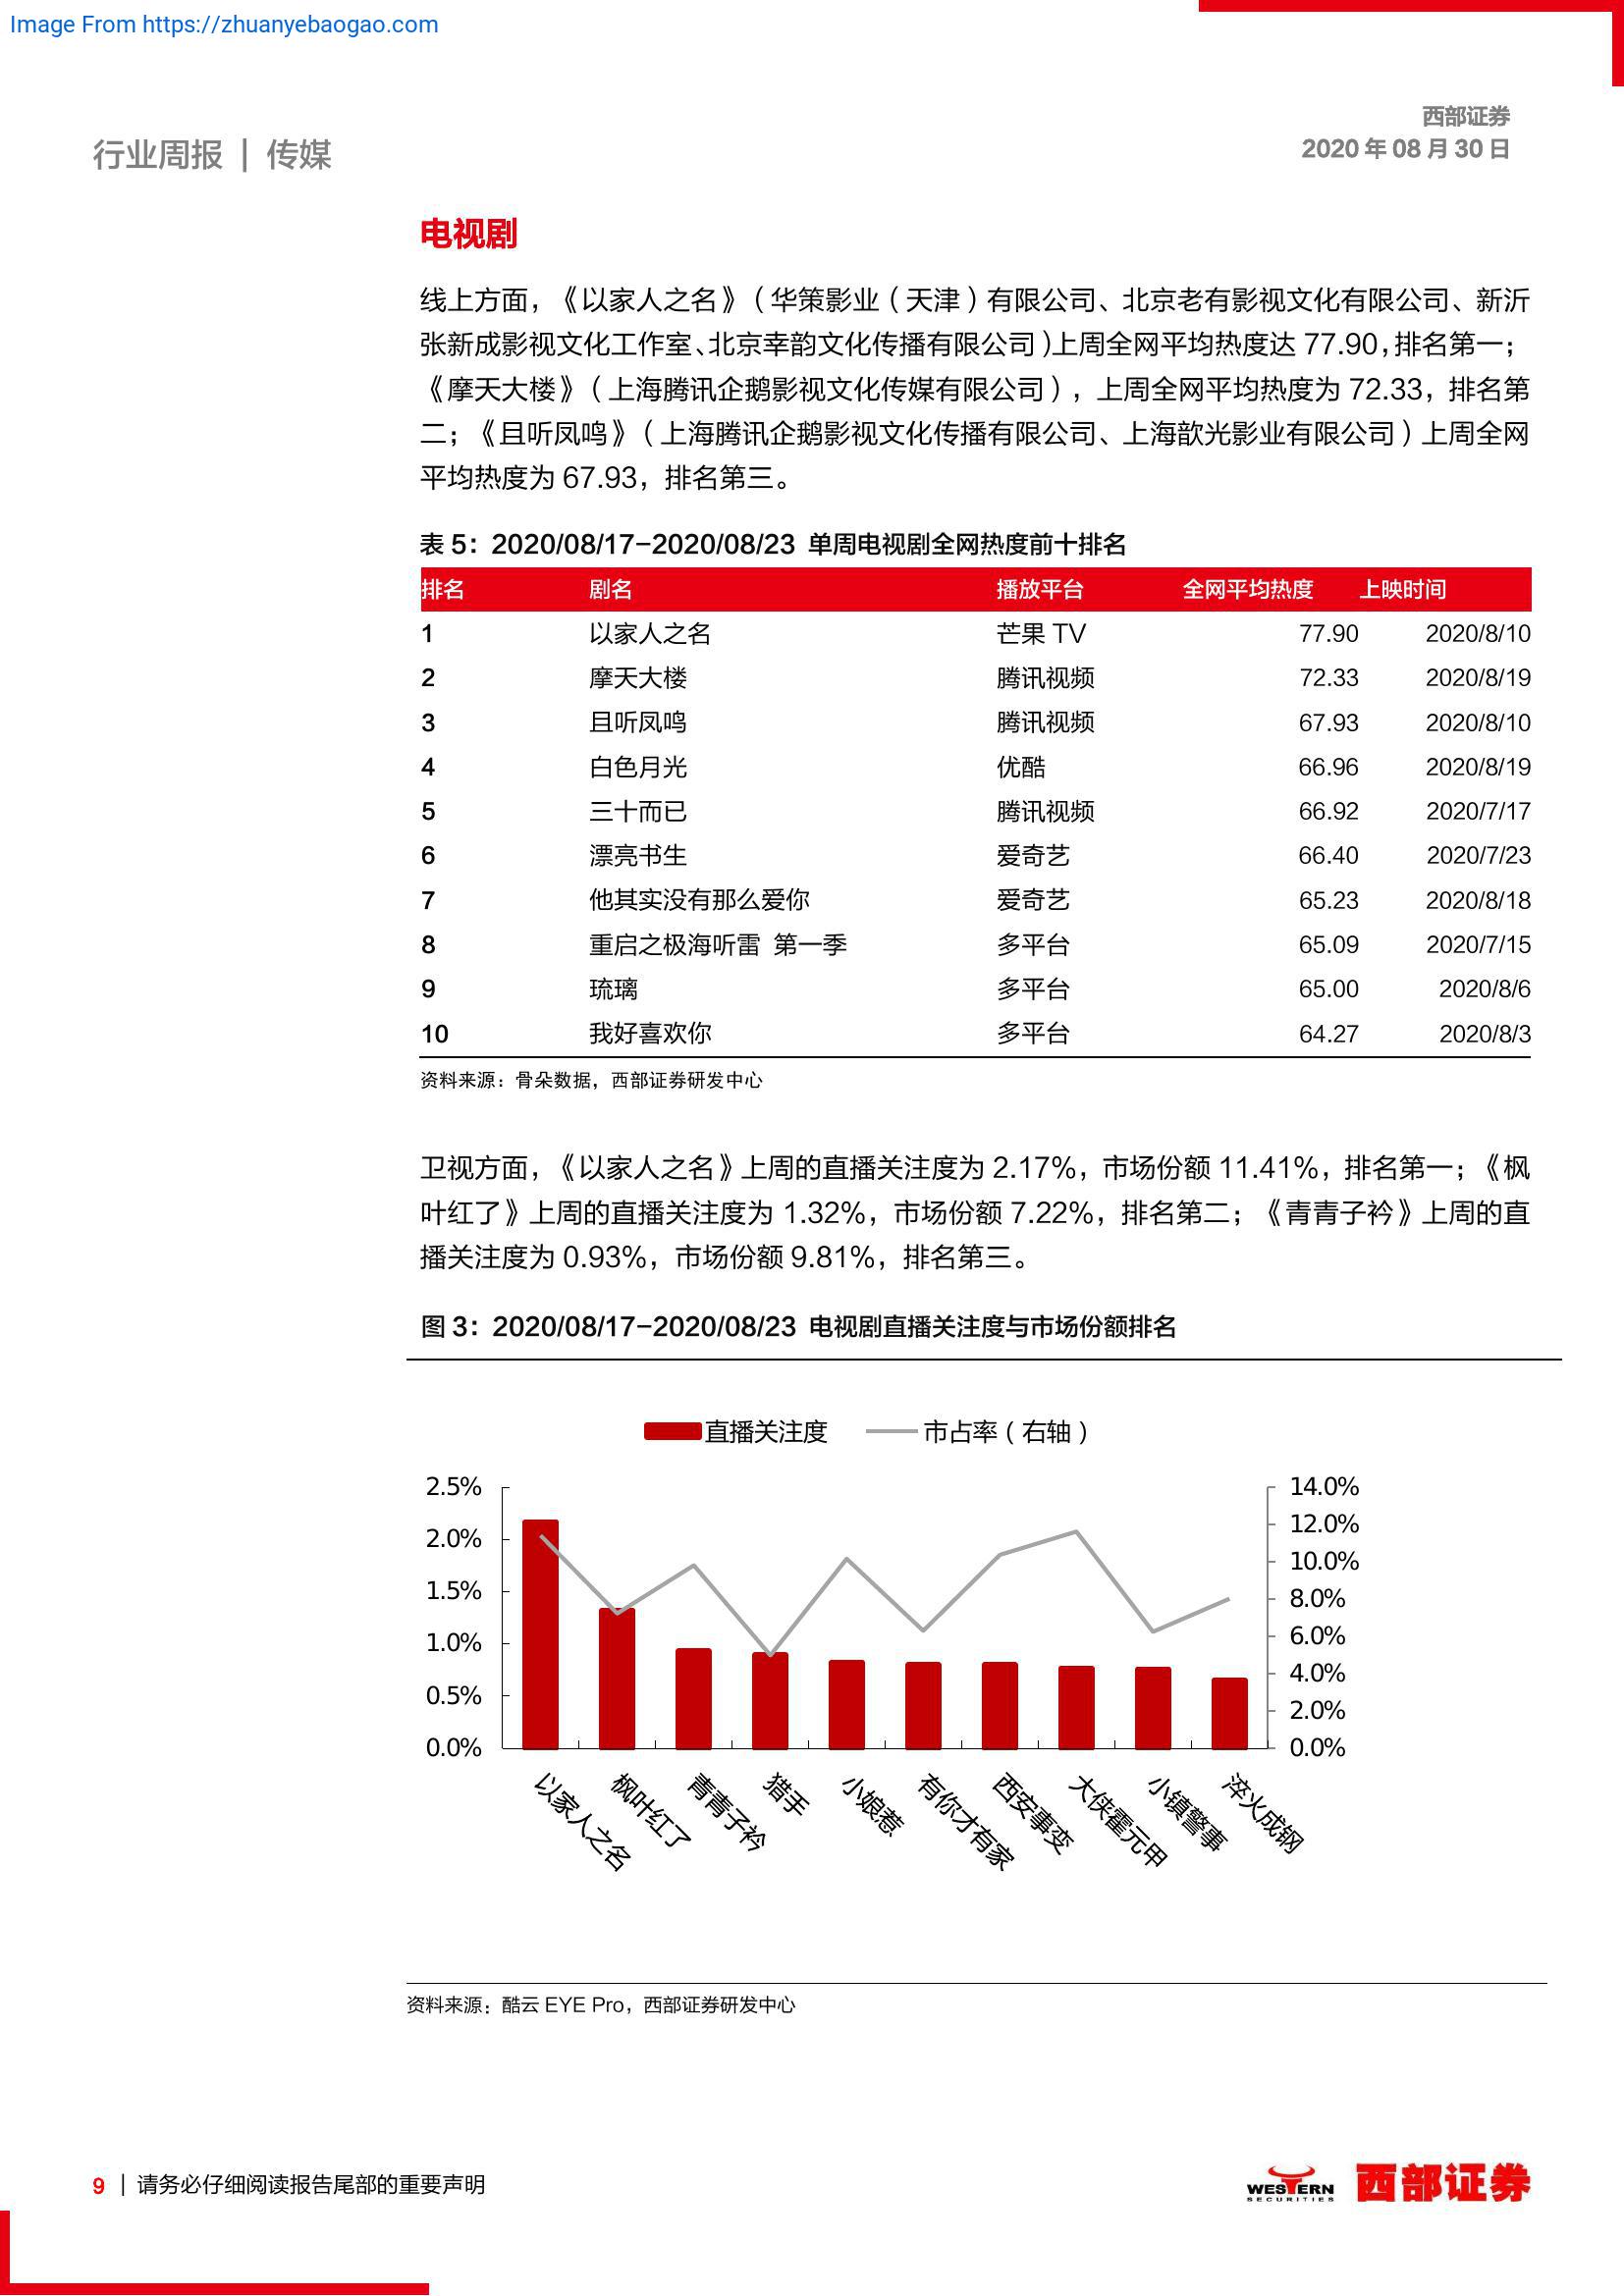 Image From https://zhuanyebaogao.com
西部证券
2020 年 08 月 30 日
行业周报 | 传媒
电视剧
线上方面，《以家人之名》（华策影业（天津）有限公司、北京老有影视文化有限公司、新沂
张新成影视文化工作室、北京幸韵文化传播有限公司)上周全网平均热度达 77.90，排名第一；
《摩天大楼》（上海腾讯企鹅影视文化传媒有限公司），上周全网平均热度为 72.33，排名第
二；《且听凤鸣》（上海腾讯企鹅影视文化传播有限公司、上海歆光影业有限公司）上周全网
平均热度为 67.93，排名第三。
表 5：2020/08/17-2020/08/23 单周电视剧全网热度前十排名
排名 剧名 播放平台 全网平均热度 上映时间
1 以家人之名 芒果 TV 77.90 2020/8/10
2 摩天大楼 腾讯视频 72.33 2020/8/19
3 且听凤鸣 腾讯视频 67.93 2020/8/10
4 白色月光 优酷 66.96 2020/8/19
5 三十而已 腾讯视频 66.92 2020/7/17
6 漂亮书生 爱奇艺 66.40 2020/7/23
7 他其实没有那么爱你 爱奇艺 65.23 2020/8/18
8 重启之极海听雷 第一季 多平台 65.09 2020/7/15
9 琉璃 多平台 65.00 2020/8/6
10 我好喜欢你 多平台 64.27 2020/8/3
资料来源：骨朵数据，西部证券研发中心
卫视方面，《以家人之名》上周的直播关注度为 2.17%，市场份额 11.41%，排名第一；《枫
叶红了》上周的直播关注度为 1.32%，市场份额 7.22%，排名第二；《青青子衿》上周的直
播关注度为 0.93%，市场份额 9.81%，排名第三。
图 3：2020/08/17-2020/08/23 电视剧直播关注度与市场份额排名
直播关注度 市占率（右轴）
2.5% 14.0%
2.0% 12.0%
10.0%
1.5% 8.0%
1.0% 6.0%
4.0%
0.5% 2.0%
0.0% 0.0%
以家人之名 枫叶红了 青青子衿 猎手 小娘惹 有你才有家 西安事变 大侠霍元甲 小镇警事 淬火成钢
资料来源：酷云 EYE Pro，西部证券研发中心
9 | 请务必仔细阅读报告尾部的重要声明
WESTERN
SECURITIES
西部证券